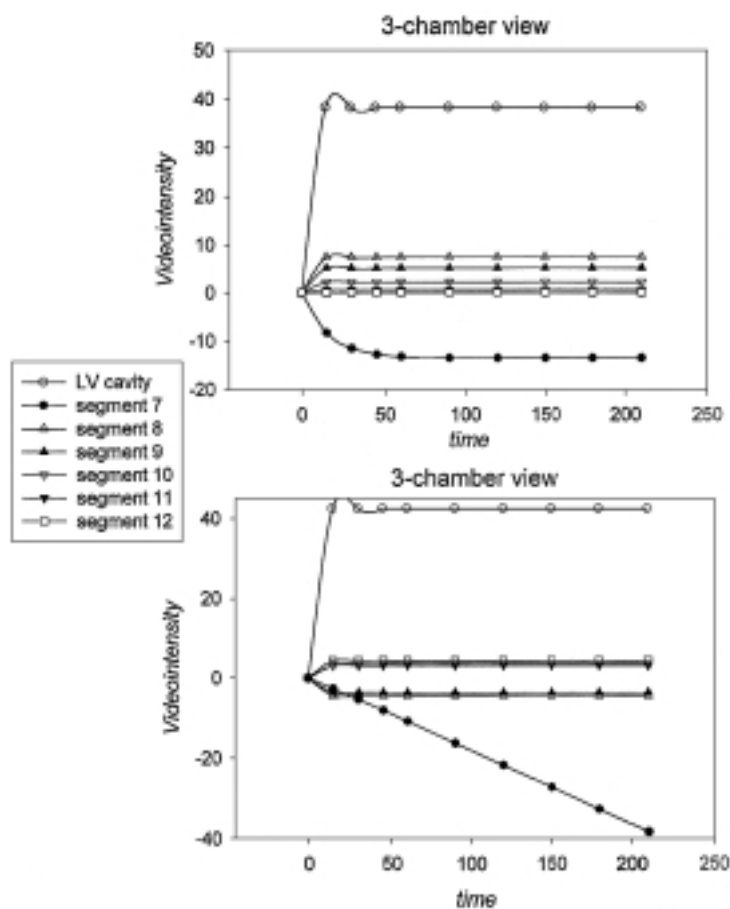 3-chamber view
50
40
30
20
10
0
-10
-20
Videointensity
0 50 100 150 200 250
time
LV cavity
segment 7
segment 8
segment 9
segment 10
segment 11
segment 12
3-chamber view
40
20
0
-20
-40
Videointensity
0 50 100 150 200 250
time